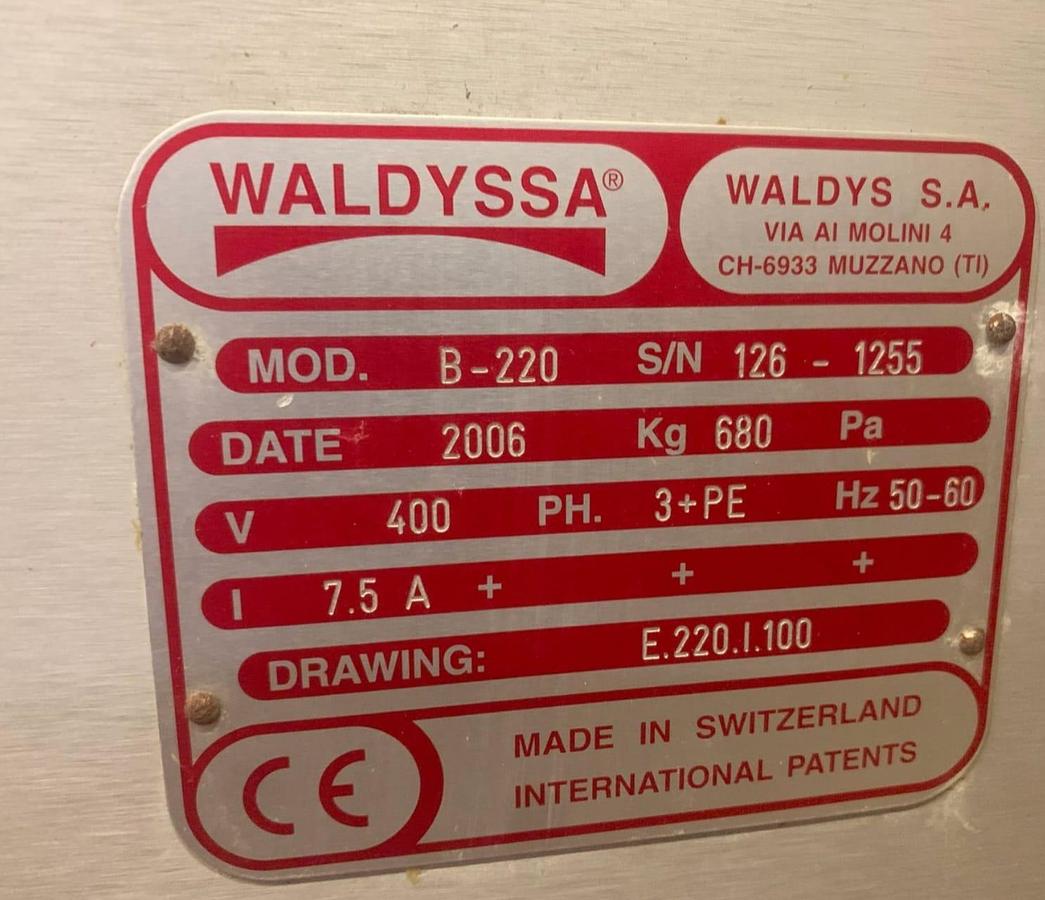 WALDYSSA®
WALDYS S.A.
VIA AI MOLINI 4
CH-6933 MUZZANO (TI)
MOD. B-220 S/N 126 - 1255
DATE 2006 Kg 680 Pa
V 400 PH. 3+PE Hz 50-60
I 7.5 A + + +
DRAWING: E.220.I.100
CE
MADE IN SWITZERLAND
INTERNATIONAL PATENTS